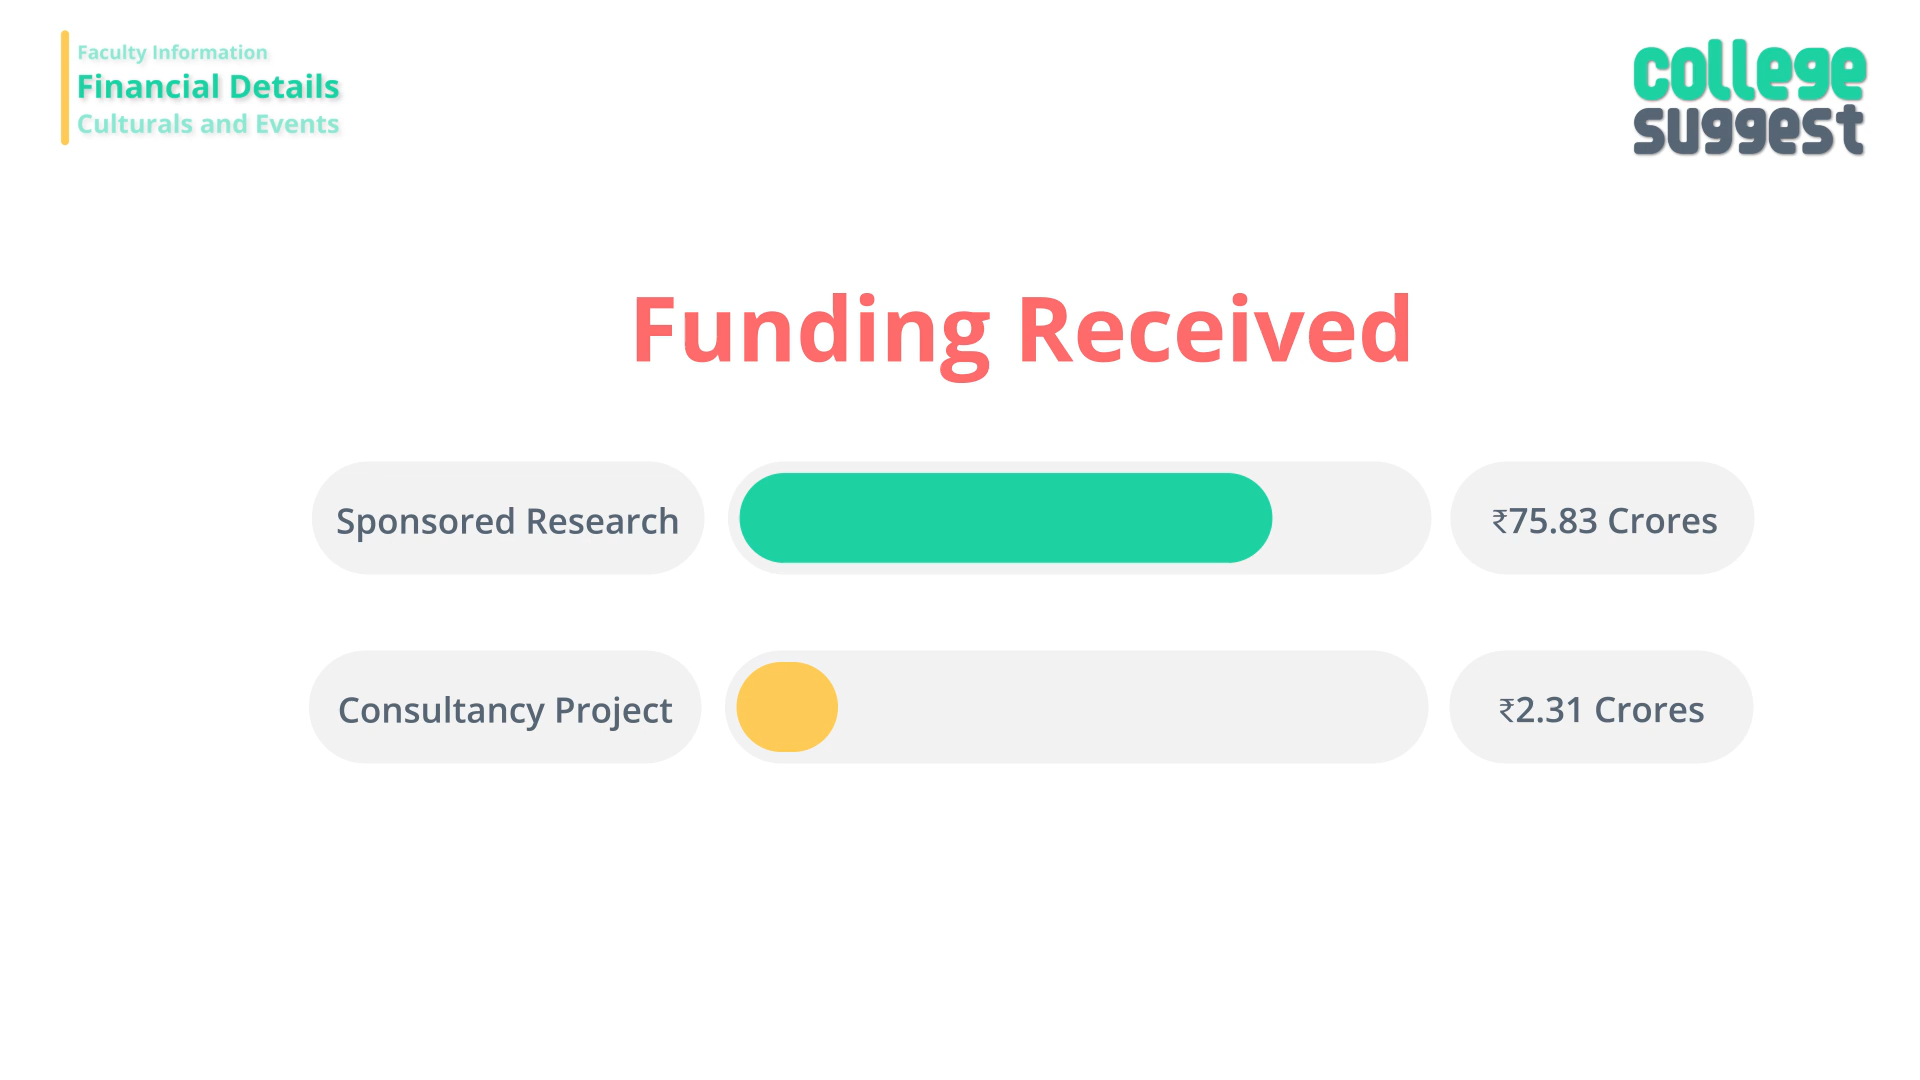 Faculty Information
Financial Details
Culturals and Events
college
suggest
Funding Received
Sponsored Research
₹75.83 Crores
Consultancy Project
₹2.31 Crores